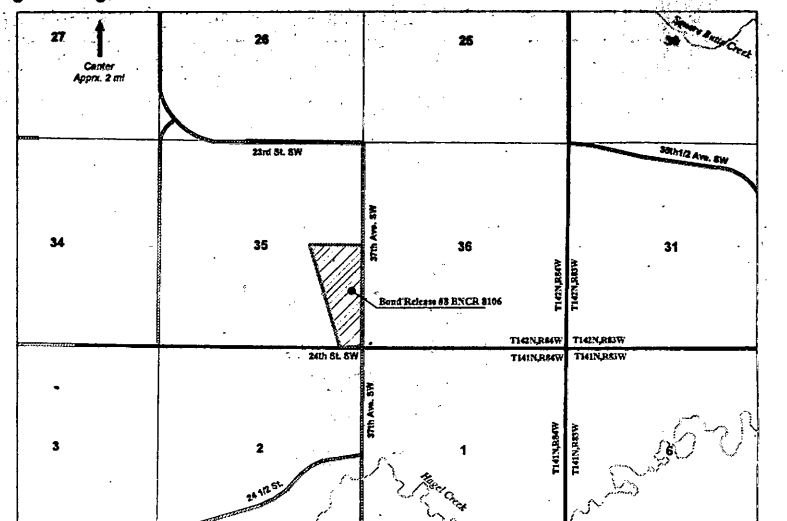 27
26
25
Square Butte Creek
Center
Apprx. 2 mi
23rd St. SW
35th1/2 Ave. SW
34
35
37th Ave. SW
36
31
T142N,R84W
T142N,R83W
Bond Release #8 BNCR 8106
T142N,R84W
T142N,R83W
24th St. SW
T141N,R84W
T141N,R83W
37th Ave. SW
3
2
1
T141N,R84W
T141N,R83W
6
24 1/2 St.
Hagel Creek